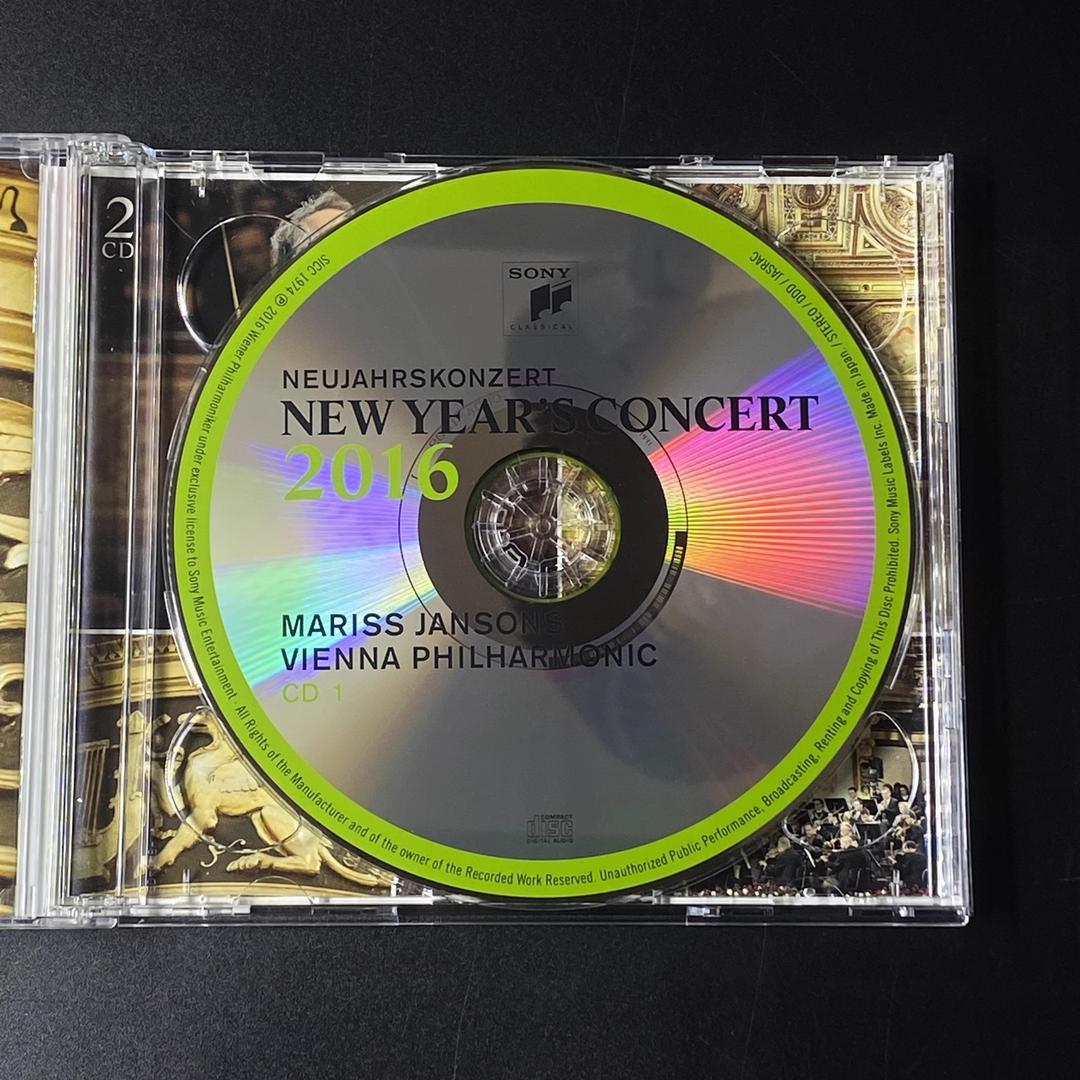 2
CD
SONY
CLASSICAL
NEUJAHRSKONZERT
NEW YEAR'S CONCERT
2016
MARISS JANSONS
VIENNA PHILHARMONIC
CD 1
COMPACT
disc
DIGITAL AUDIO
SICC 1974 ℗ 2016 Wiener Philharmoniker under exclusive license to Sony Music Entertainment · All Rights of the Manufacturer and of the owner of the Recorded Work Reserved. Unauthorized Public Performance, Broadcasting, Renting and Copying of This Disc Prohibited. Sony Music Labels Inc. Made in Japan. / STEREO / DDD / JASRAC